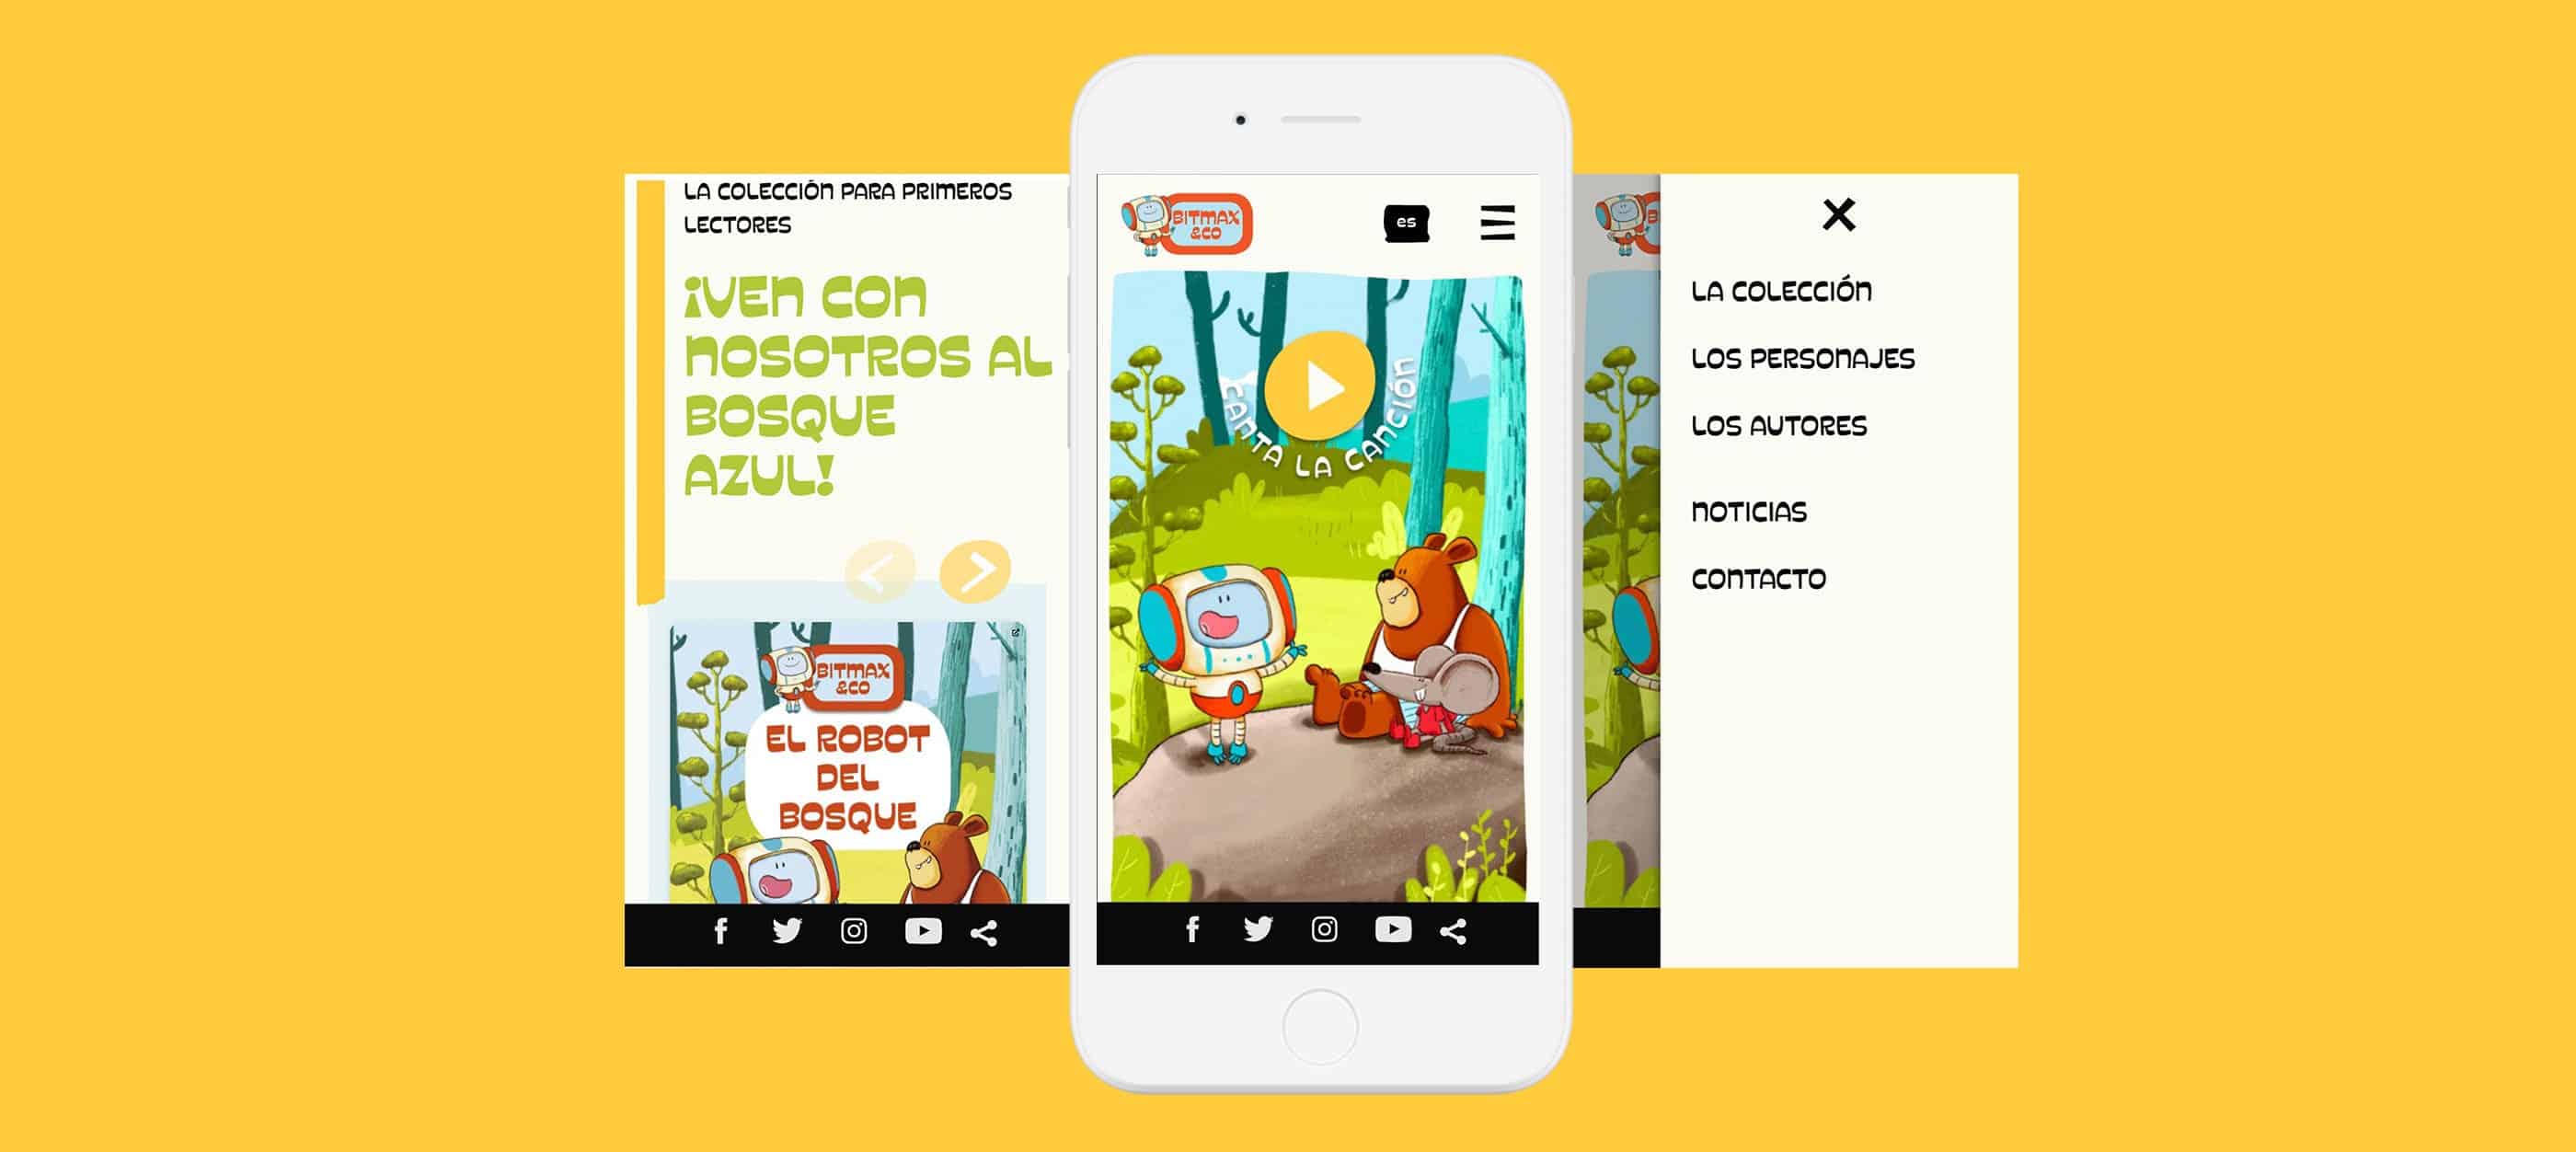 LA COLECCIÓN PARA PRIMEROS
LECTORES
¡VEN CON
NOSOTROS AL
BOSQUE
AZUL!
BITMAX
&CO
EL ROBOT
DEL
BOSQUE
BITMAX
&CO
es
CANTA LA CANCIÓN
B
LA COLECCIÓN
LOS PERSONAJES
LOS AUTORES
NOTICIAS
CONTACTO